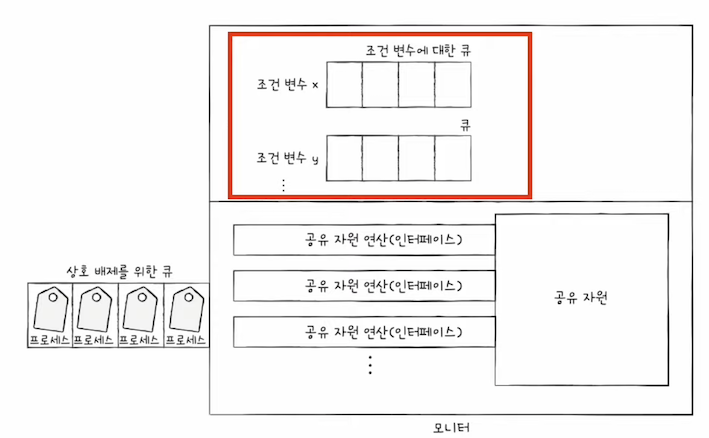 조건 변수에 대한 큐
조건 변수 x
큐
조건 변수 y
공유 자원 연산(인터페이스)
상호 배제를 위한 큐
공유 자원 연산(인터페이스)
공유 자원
공유 자원 연산(인터페이스)
프로세스 프로세스 프로세스 프로세스
모니터